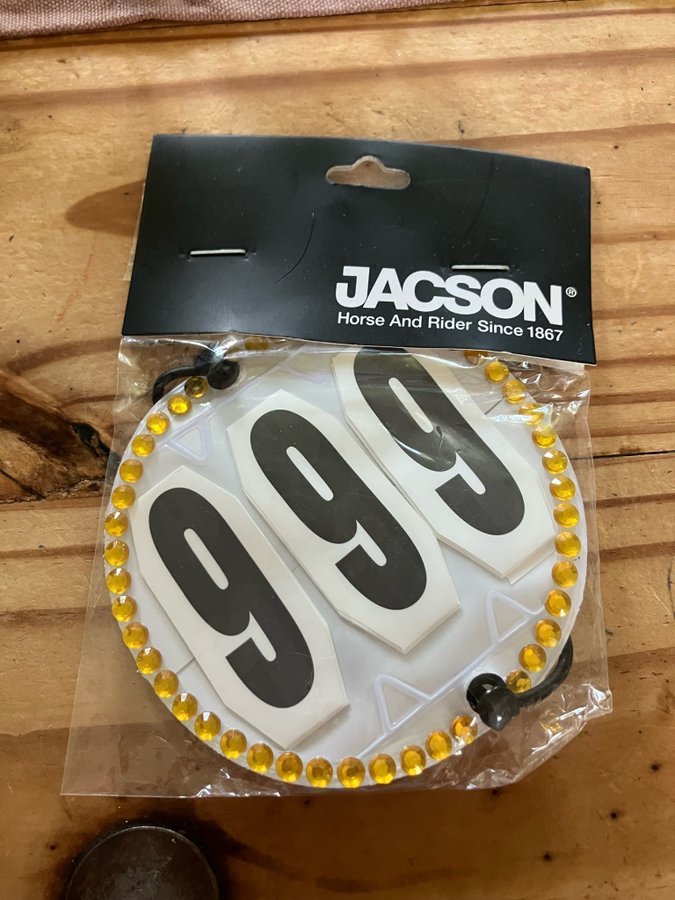 JACSON®
Horse And Rider Since 1867
999